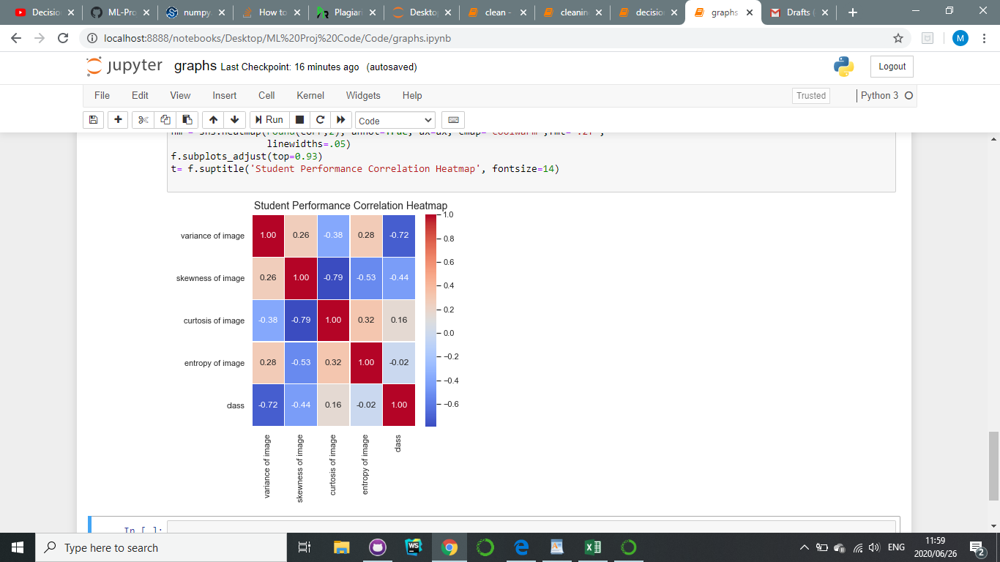 Decisio
ML-Pro
numpy.
How to
Plagiari
Desktop
clean -
cleanin
decision
graphs
Drafts (
localhost:8888/notebooks/Desktop/ML%20Proj%20Code/Code/graphs.ipynb
M
jupyter graphs Last Checkpoint: 16 minutes ago (autosaved)
Logout
File Edit View Insert Cell Kernel Widgets Help
Trusted
Python 3
Run
Code
linewidths=.05)
f.subplots_adjust(top=0.93)
t= f.suptitle('Student Performance Correlation Heatmap', fontsize=14)
Student Performance Correlation Heatmap
variance of image 1.00 0.26 -0.38 0.28 -0.72
skewness of image 0.26 1.00 -0.79 -0.53 -0.44
curtosis of image -0.38 -0.79 1.00 0.32 0.16
entropy of image 0.28 -0.53 0.32 1.00 -0.02
class -0.72 -0.44 0.16 -0.02 1.00
variance of image
skewness of image
curtosis of image
entropy of image
class
1.0
0.8
0.6
0.4
0.2
0.0
−0.2
−0.4
−0.6
In [ ]:
Type here to search
WS
ENG
11:59
2020/06/26
2